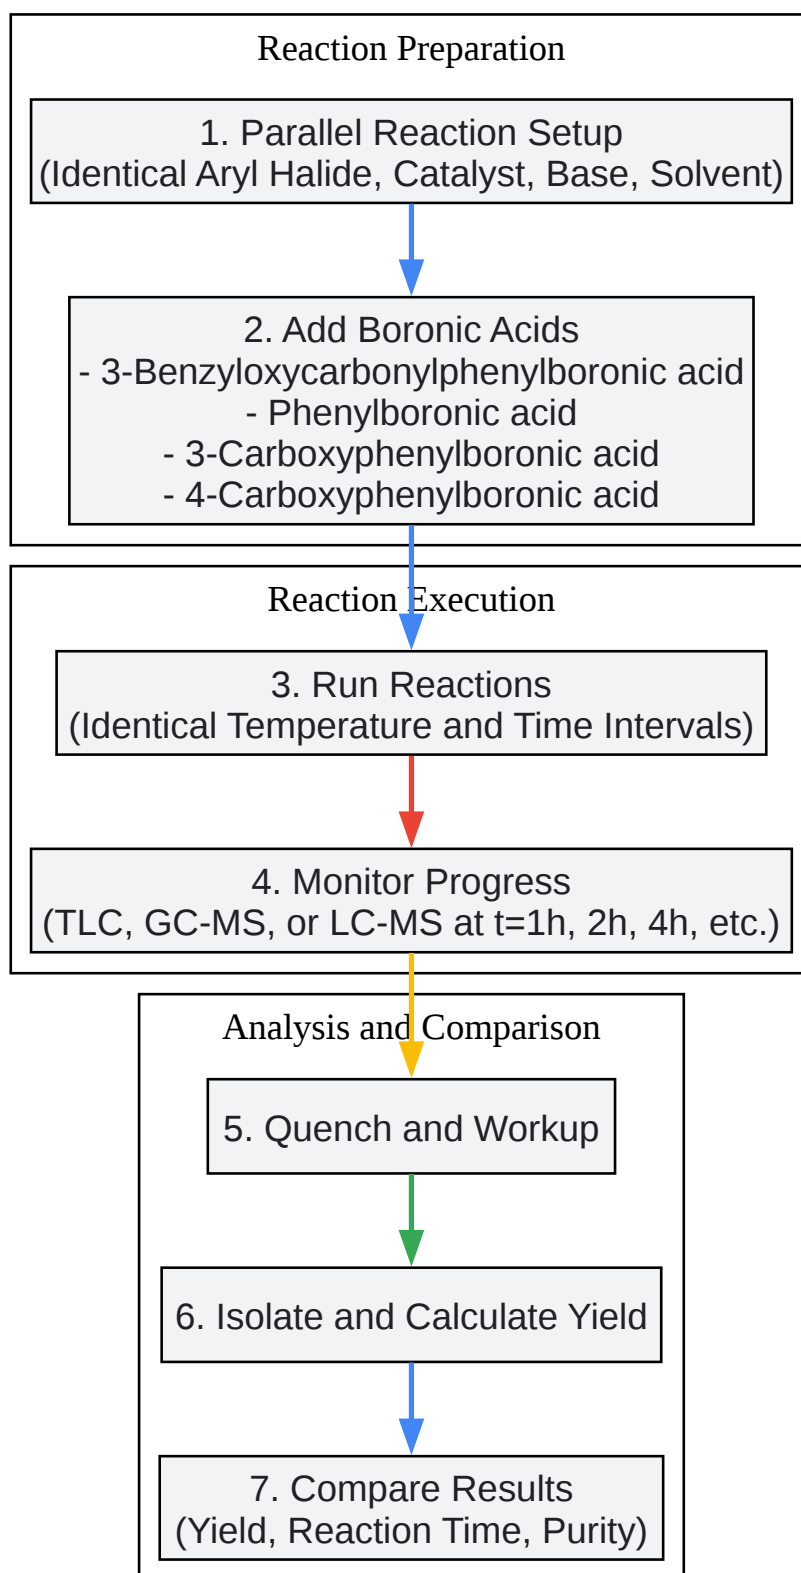 Reaction Preparation
1. Parallel Reaction Setup
(Identical Aryl Halide, Catalyst, Base, Solvent)
2. Add Boronic Acids
- 3-Benzyloxycarbonylphenylboronic acid
- Phenylboronic acid
- 3-Carboxyphenylboronic acid
- 4-Carboxyphenylboronic acid
Reaction Execution
3. Run Reactions
(Identical Temperature and Time Intervals)
4. Monitor Progress
(TLC, GC-MS, or LC-MS at t=1h, 2h, 4h, etc.)
Analysis and Comparison
5. Quench and Workup
6. Isolate and Calculate Yield
7. Compare Results
(Yield, Reaction Time, Purity)